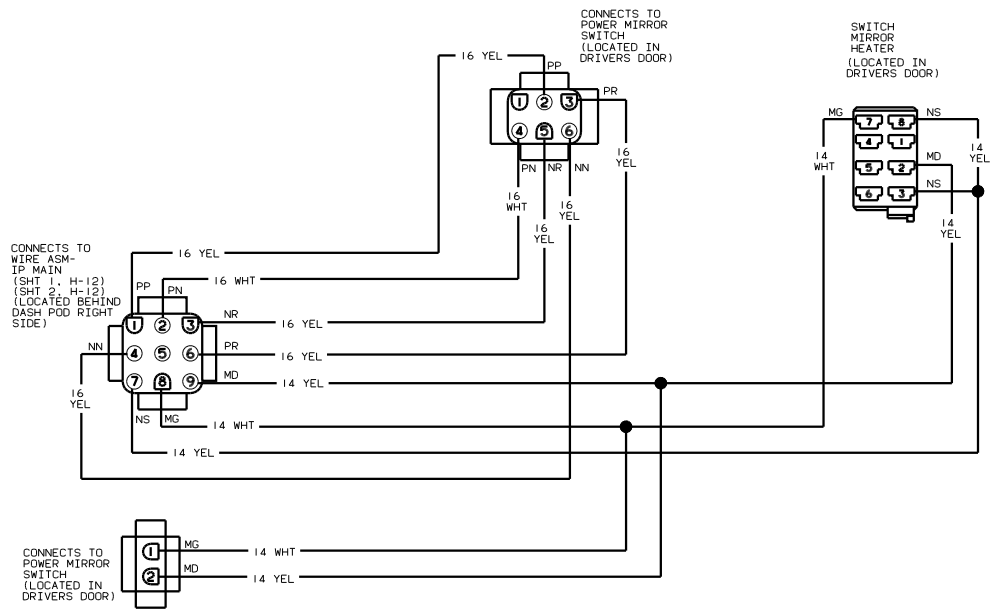 CONNECTS TO
POWER MIRROR
SWITCH
(LOCATED IN
DRIVERS DOOR)
SWITCH
MIRROR
HEATER
(LOCATED IN
DRIVERS DOOR)
16 YEL
PP
1 2 3
PR
4 5 6
PN NR NN
16
YEL
16
WHT
16
YEL
16
YEL
MG
7 8
NS
4 1
5 2
MD
6 3
NS
14
WHT
14
YEL
14
YEL
CONNECTS TO
WIRE ASM-
IP MAIN
(SHT 1, H-12)
(SHT 2, H-12)
(LOCATED BEHIND
DASH POD RIGHT
SIDE)
16 YEL
16 WHT
PP
PN
1 2 3
NR
16 YEL
NN
4 5 6
PR
16 YEL
7 8 9
MD
14 YEL
16
YEL
NS MG
14 WHT
14 YEL
CONNECTS TO
POWER MIRROR
SWITCH
(LOCATED IN
DRIVERS DOOR)
1
MG
14 WHT
2
MD
14 YEL